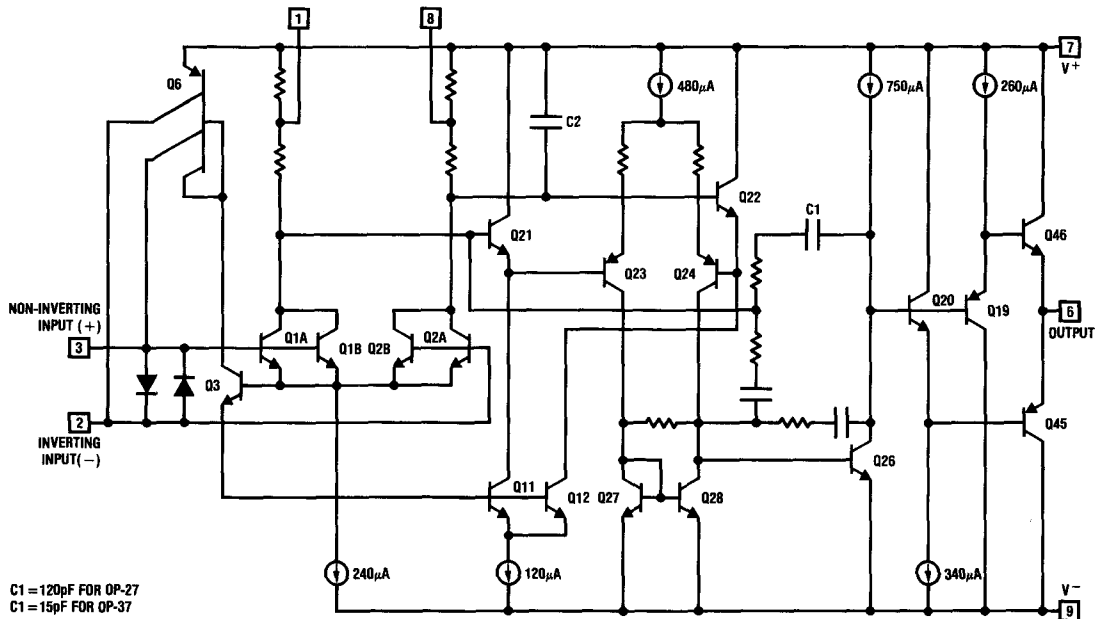 1
8
7
V+
Q6
480μA
750μA
260μA
C2
Q22
C1
Q21
Q46
Q23
Q24
NON-INVERTING
INPUT (+)
3
Q1A
Q1B
Q2B
Q2A
Q20
Q19
6
OUTPUT
Q3
2
INVERTING
INPUT(−)
Q45
Q26
Q11
Q12
Q27
Q28
240μA
120μA
340μA
C1=120pF FOR OP-27
C1=15pF FOR OP-37
V−
9